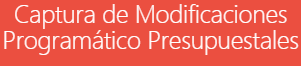 Captura de Modificaciones
Programático Presupuestales